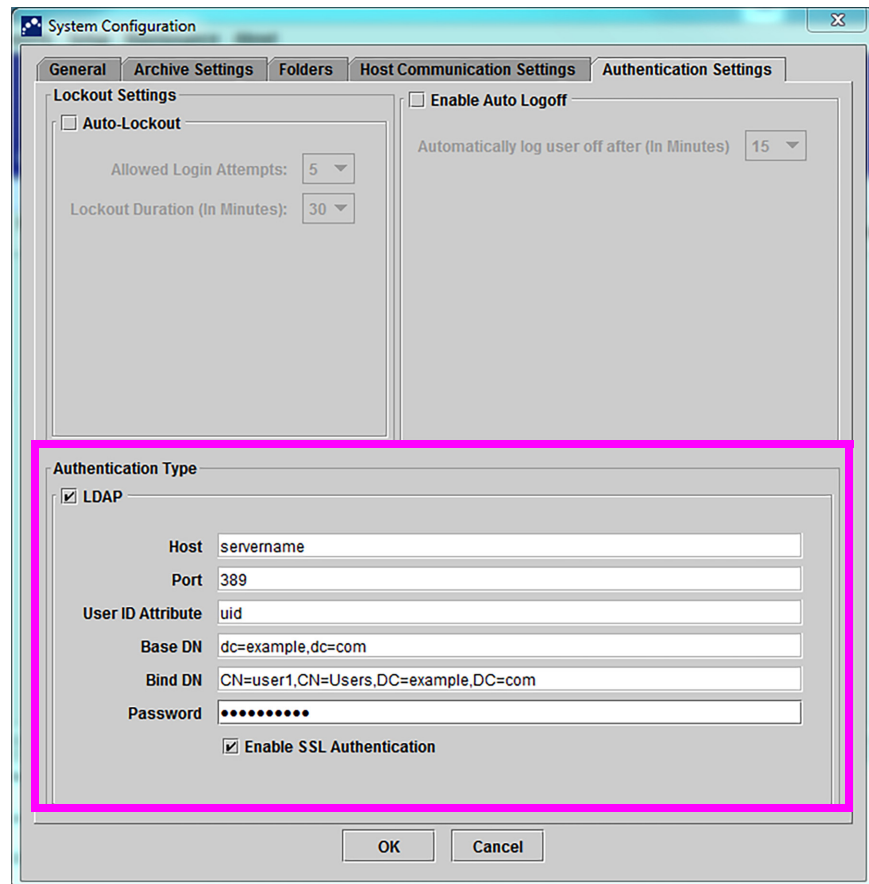 System Configuration
General Archive Settings Folders Host Communication Settings Authentication Settings
Lockout Settings
Auto-Lockout
Allowed Login Attempts: 5
Lockout Duration (In Minutes): 30
Enable Auto Logoff
Automatically log user off after (In Minutes) 15
Authentication Type
LDAP
Host servername
Port 389
User ID Attribute uid
Base DN dc=example,dc=com
Bind DN CN=user1,CN=Users,DC=example,DC=com
Password ●●●●●●●●●●
Enable SSL Authentication
OK Cancel